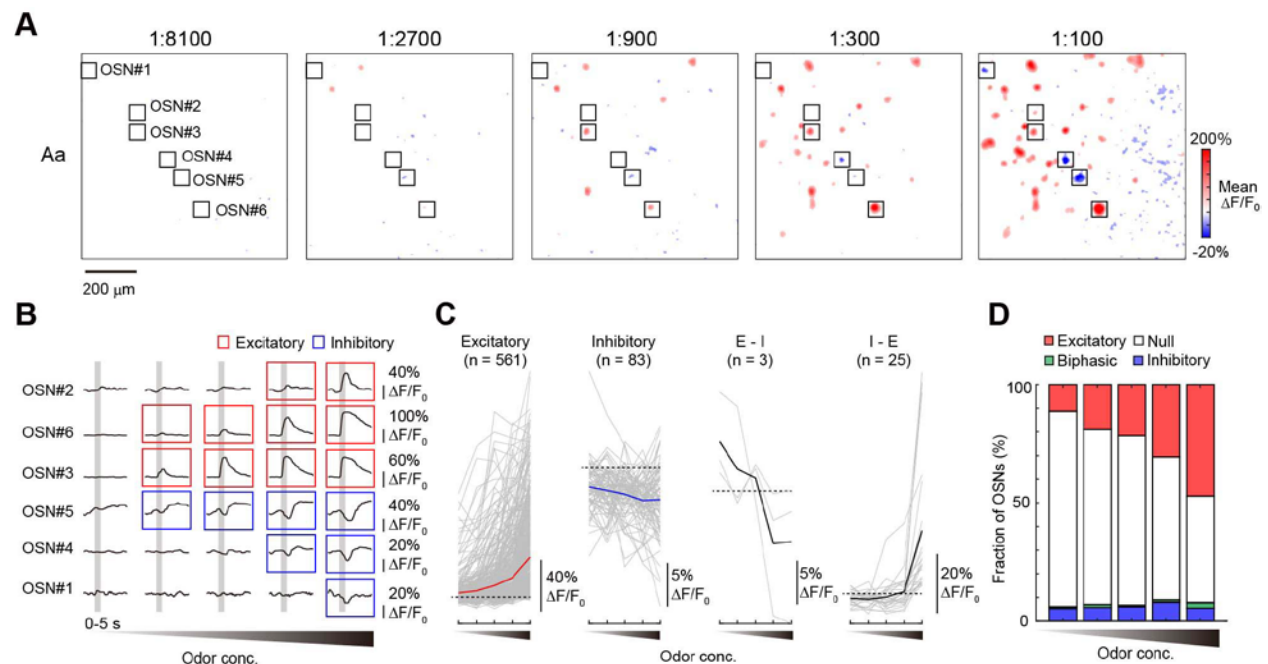 A
1:8100
1:2700
1:900
1:300
1:100
Aa
OSN#1
OSN#2
OSN#3
OSN#4
OSN#5
OSN#6
200%
Mean
ΔF/F₀
-20%
200 μm
B
Excitatory
Inhibitory
OSN#2
40%
ΔF/F₀
OSN#6
100%
ΔF/F₀
OSN#3
60%
ΔF/F₀
OSN#5
40%
ΔF/F₀
OSN#4
20%
ΔF/F₀
OSN#1
20%
ΔF/F₀
0-5 s
Odor conc.
C
Excitatory
(n = 561)
Inhibitory
(n = 83)
E - I
(n = 3)
I - E
(n = 25)
40%
ΔF/F₀
5%
ΔF/F₀
5%
ΔF/F₀
20%
ΔF/F₀
Odor conc.
D
Excitatory
Null
Biphasic
Inhibitory
Fraction of OSNs (%)
100
50
0
Odor conc.